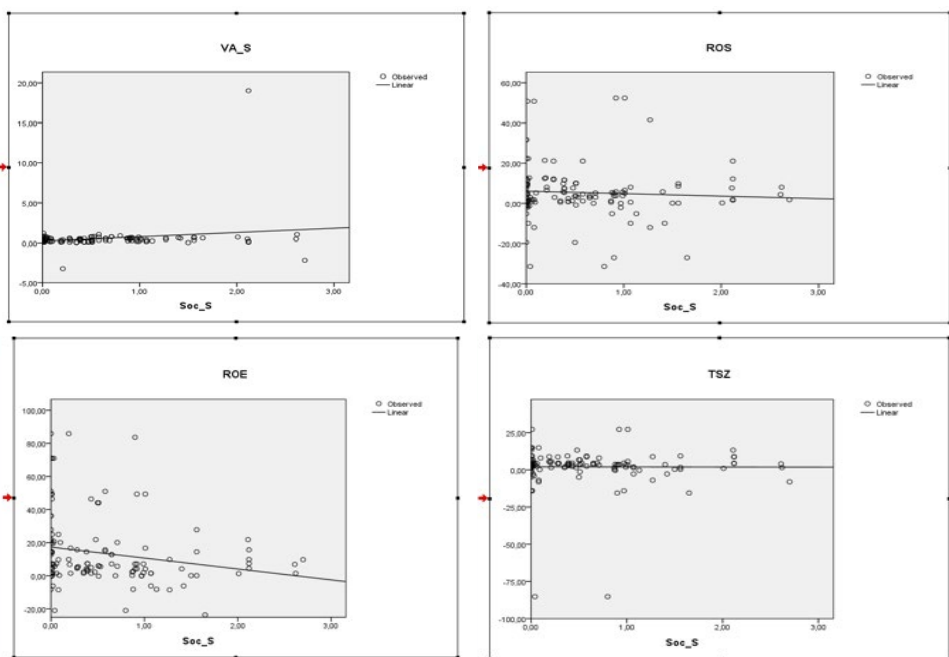 VA_S
Observed
Linear
20,00
15,00
10,00
5,00
0,00
-5,00
0,00 1,00 2,00 3,00
Soc_S
ROS
Observed
Linear
60,00
40,00
20,00
0,00
-20,00
-40,00
0,00 1,00 2,00 3,00
Soc_S
ROE
Observed
Linear
100,00
80,00
60,00
40,00
20,00
0,00
-20,00
0,00 1,00 2,00 3,00
Soc_S
TSZ
Observed
Linear
25,00
0,00
-25,00
-50,00
-75,00
-100,00
0,00 1,00 2,00 3,00
Soc_S